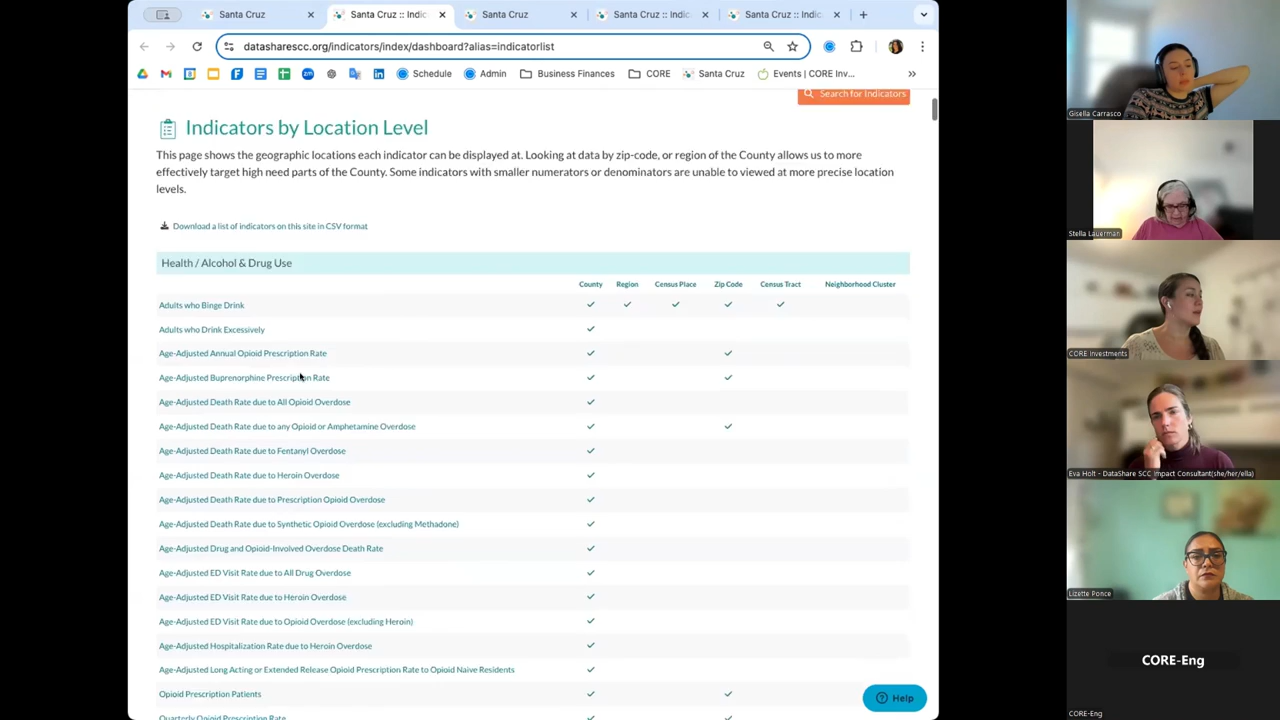 Santa Cruz
Santa Cruz :: Indic
Santa Cruz
Santa Cruz :: Indic
Santa Cruz :: Indic
datasharescc.org/indicators/index/dashboard?alias=indicatorlist
Schedule
Admin
Business Finances
CORE
Santa Cruz
Events | CORE Inv...
Search for Indicators
Indicators by Location Level
This page shows the geographic locations each indicator can be displayed at. Looking at data by zip-code, or region of the County allows us to more
effectively target high need parts of the County. Some indicators with smaller numerators or denominators are unable to viewed at more precise location
levels.
Download a list of indicators on this site in CSV format
Health / Alcohol & Drug Use
County Region Census Place Zip Code Census Tract Neighborhood Cluster
Adults who Binge Drink
Adults who Drink Excessively
Age-Adjusted Annual Opioid Prescription Rate
Age-Adjusted Buprenorphine Prescription Rate
Age-Adjusted Death Rate due to All Opioid Overdose
Age-Adjusted Death Rate due to any Opioid or Amphetamine Overdose
Age-Adjusted Death Rate due to Fentanyl Overdose
Age-Adjusted Death Rate due to Heroin Overdose
Age-Adjusted Death Rate due to Prescription Opioid Overdose
Age-Adjusted Death Rate due to Synthetic Opioid Overdose (excluding Methadone)
Age-Adjusted Drug and Opioid-Involved Overdose Death Rate
Age-Adjusted ED Visit Rate due to All Drug Overdose
Age-Adjusted ED Visit Rate due to Heroin Overdose
Age-Adjusted ED Visit Rate due to Opioid Overdose (excluding Heroin)
Age-Adjusted Hospitalization Rate due to Heroin Overdose
Age-Adjusted Long Acting or Extended Release Opioid Prescription Rate to Opioid Naive Residents
Opioid Prescription Patients
Quarterly Opioid Prescription Rate
Help
Gisella Carrasco
Stella Lauerman
CORE Investments
Eva Holt - DataShare SCC Impact Consultant(she/her/ella)
Lizette Ponce
CORE-Eng
CORE-Eng